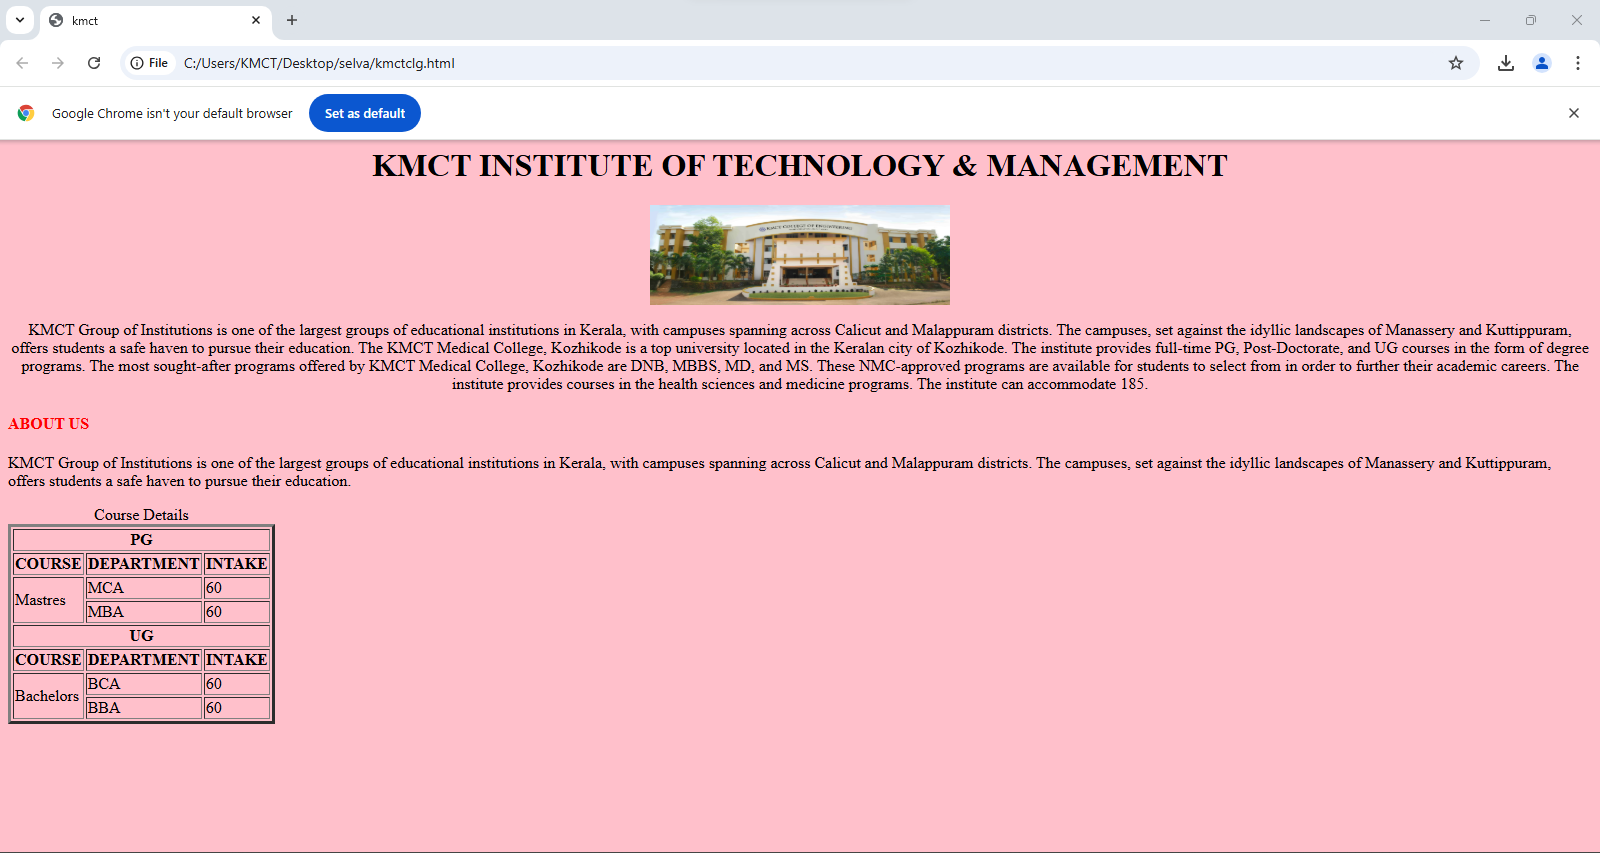 kmct
File C:/Users/KMCT/Desktop/selva/kmctclg.html
Google Chrome isn't your default browser Set as default
KMCT INSTITUTE OF TECHNOLOGY & MANAGEMENT
KMCT COLLEGE OF ENGINEERING
KMCT Group of Institutions is one of the largest groups of educational institutions in Kerala, with campuses spanning across Calicut and Malappuram districts. The campuses, set against the idyllic landscapes of Manassery and Kuttippuram,
offers students a safe haven to pursue their education. The KMCT Medical College, Kozhikode is a top university located in the Keralan city of Kozhikode. The institute provides full-time PG, Post-Doctorate, and UG courses in the form of degree
programs. The most sought-after programs offered by KMCT Medical College, Kozhikode are DNB, MBBS, MD, and MS. These NMC-approved programs are available for students to select from in order to further their academic careers. The
institute provides courses in the health sciences and medicine programs. The institute can accommodate 185.
ABOUT US
KMCT Group of Institutions is one of the largest groups of educational institutions in Kerala, with campuses spanning across Calicut and Malappuram districts. The campuses, set against the idyllic landscapes of Manassery and Kuttippuram,
offers students a safe haven to pursue their education.
Course Details
PG
COURSE DEPARTMENT INTAKE
Mastres MCA 60
MBA 60
UG
COURSE DEPARTMENT INTAKE
Bachelors BCA 60
BBA 60